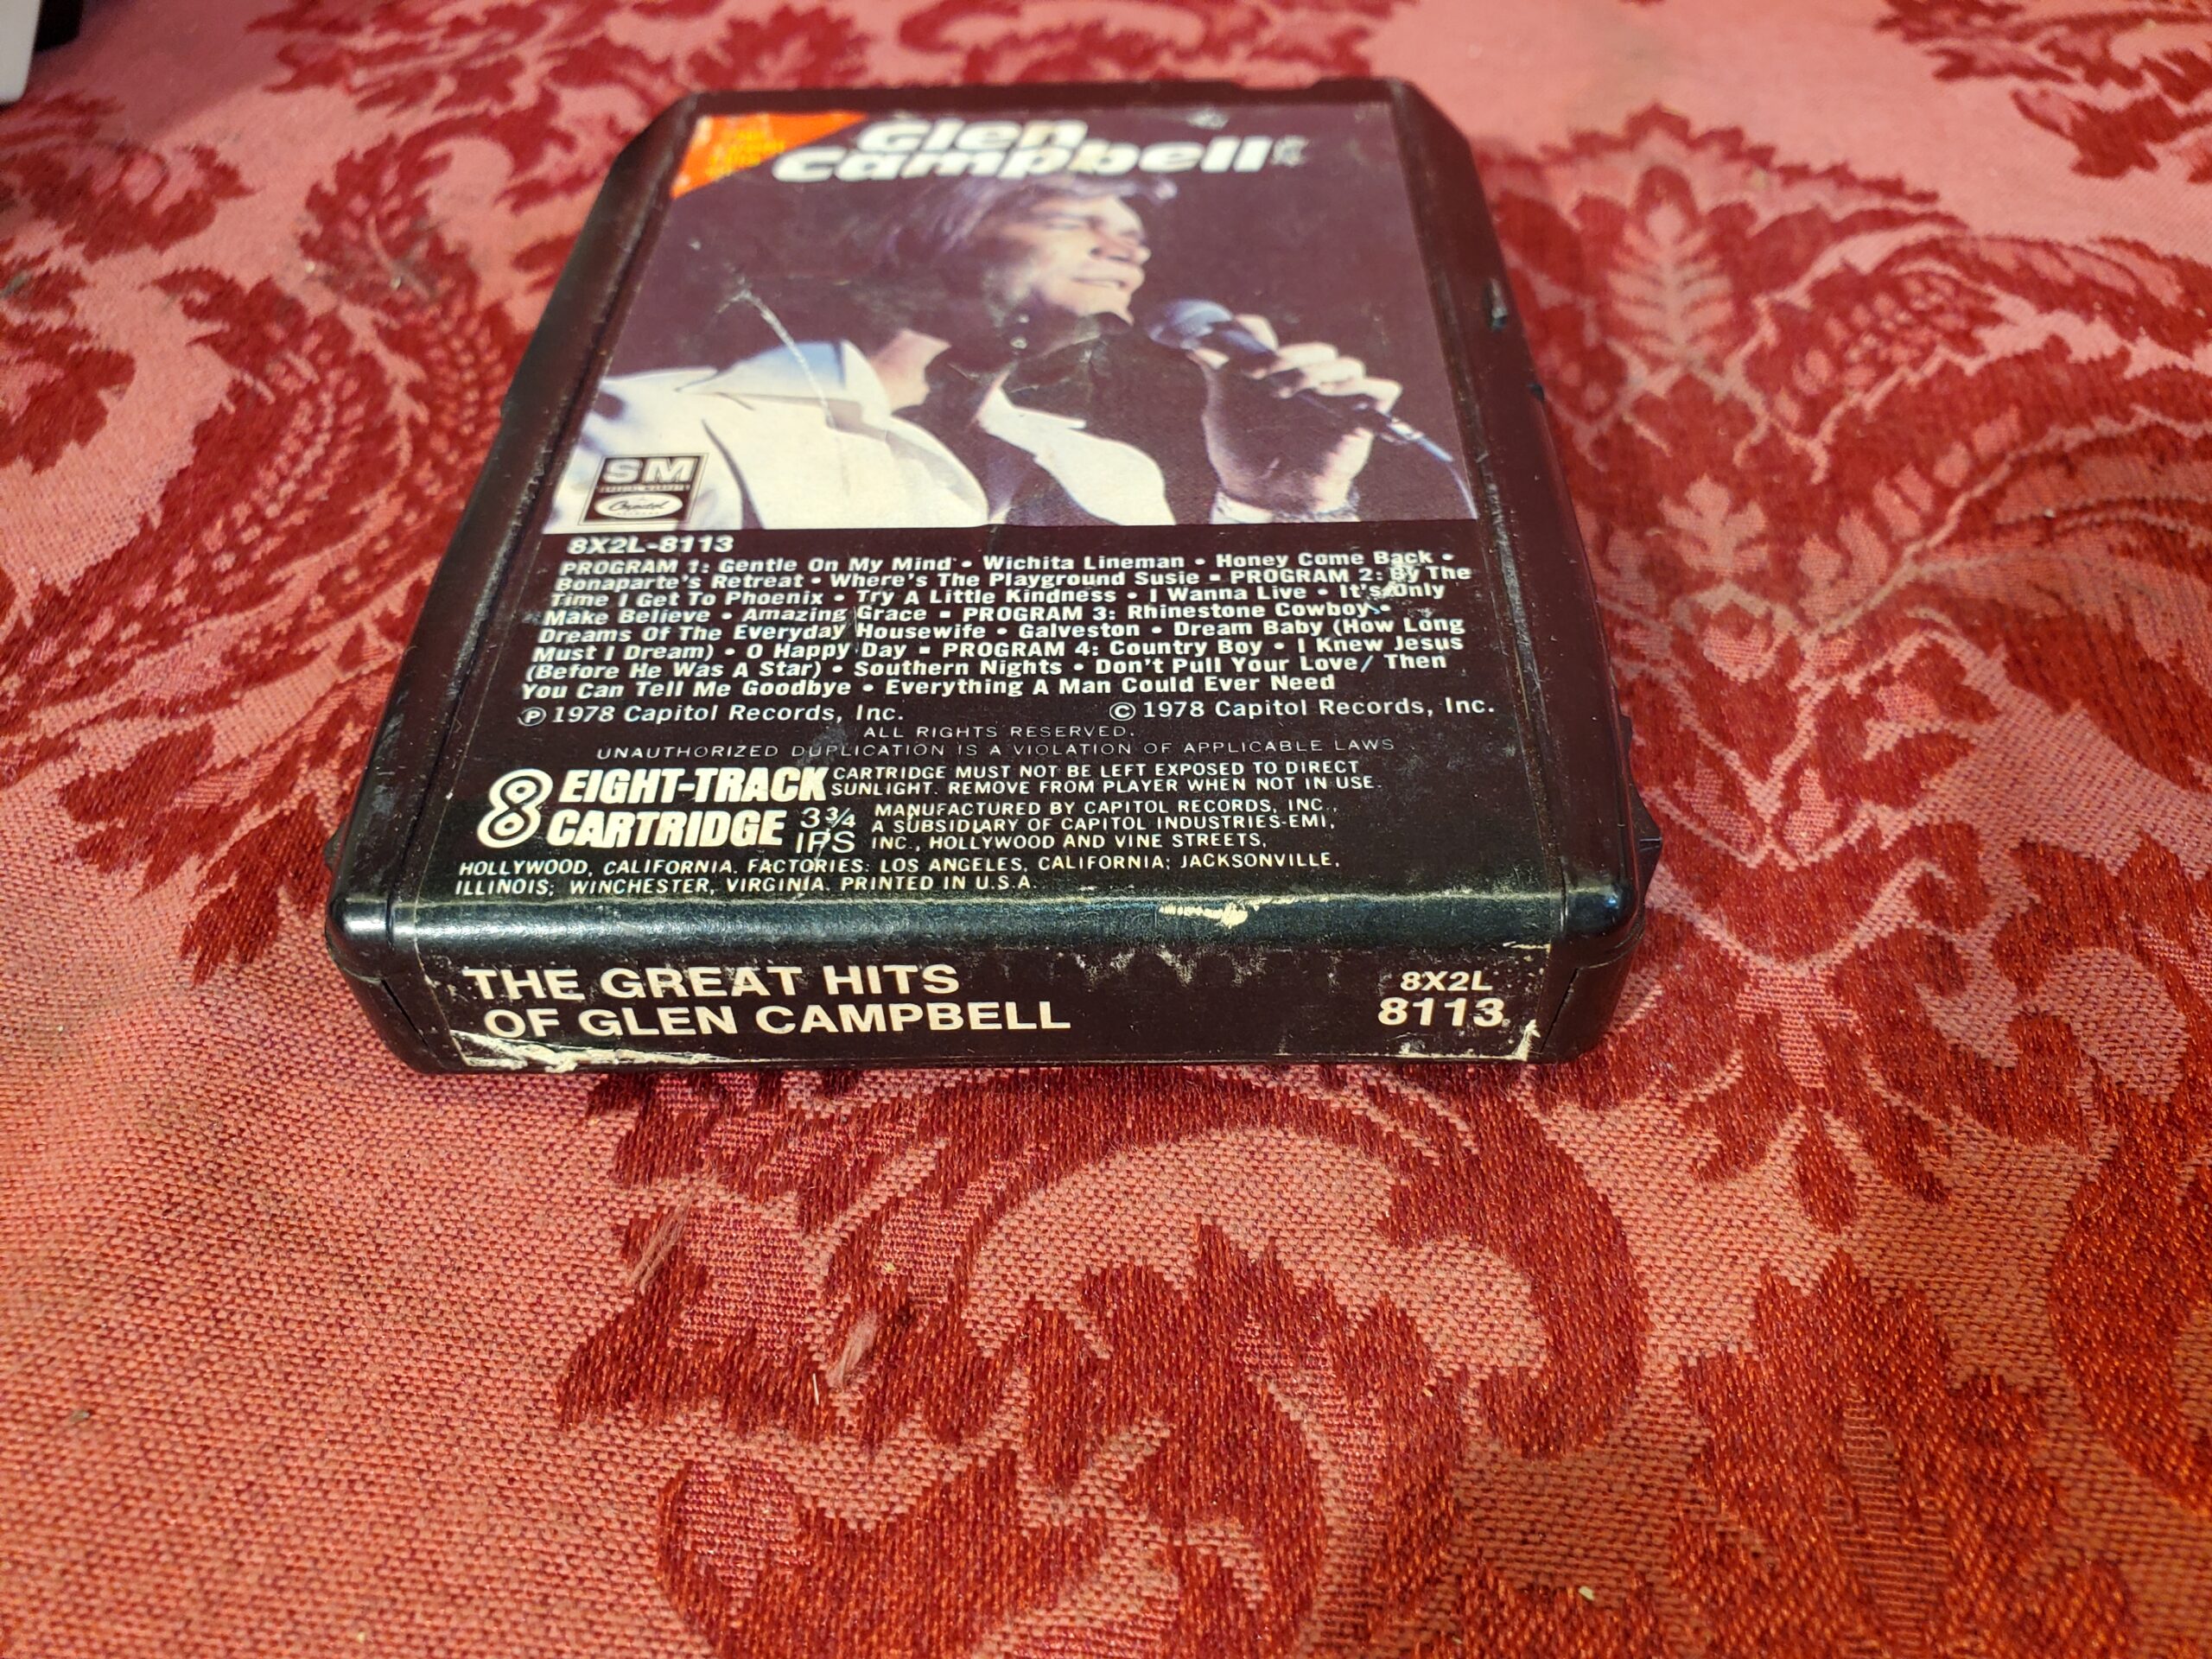 Glen
Campbell
SM
Capitol
8X2L-8113
PROGRAM 1: Gentle On My Mind • Wichita Lineman • Honey Come Back •
Bonaparte's Retreat • Where's The Playground Susie ▪ PROGRAM 2: By The
Time I Get To Phoenix • Try A Little Kindness • I Wanna Live • It's Only
Make Believe • Amazing Grace ▪ PROGRAM 3: Rhinestone Cowboy •
Dreams Of The Everyday Housewife • Galveston • Dream Baby (How Long
Must I Dream) • O Happy Day ▪ PROGRAM 4: Country Boy • I Knew Jesus
(Before He Was A Star) • Southern Nights • Don't Pull Your Love/ Then
You Can Tell Me Goodbye • Everything A Man Could Ever Need
Ⓟ 1978 Capitol Records, Inc. © 1978 Capitol Records, Inc.
ALL RIGHTS RESERVED.
UNAUTHORIZED DUPLICATION IS A VIOLATION OF APPLICABLE LAWS
8 EIGHT-TRACK
CARTRIDGE 3¾
IPS
CARTRIDGE MUST NOT BE LEFT EXPOSED TO DIRECT
SUNLIGHT. REMOVE FROM PLAYER WHEN NOT IN USE.
MANUFACTURED BY CAPITOL RECORDS, INC.,
A SUBSIDIARY OF CAPITOL INDUSTRIES-EMI,
INC., HOLLYWOOD AND VINE STREETS,
HOLLYWOOD, CALIFORNIA. FACTORIES: LOS ANGELES, CALIFORNIA; JACKSONVILLE,
ILLINOIS; WINCHESTER, VIRGINIA. PRINTED IN U.S.A.
THE GREAT HITS
OF GLEN CAMPBELL
8X2L
8113